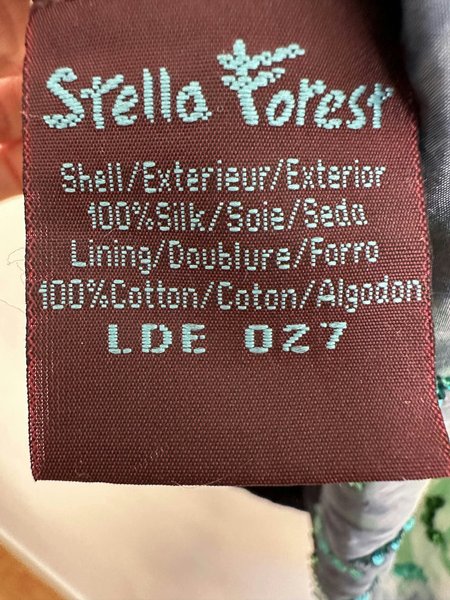 Stella Forest
Shell/Exterieur/Exterior
100%Silk/Soie/Seda
Lining/Doublure/Forro
100%Cotton/Coton/Algodon
LDE 027